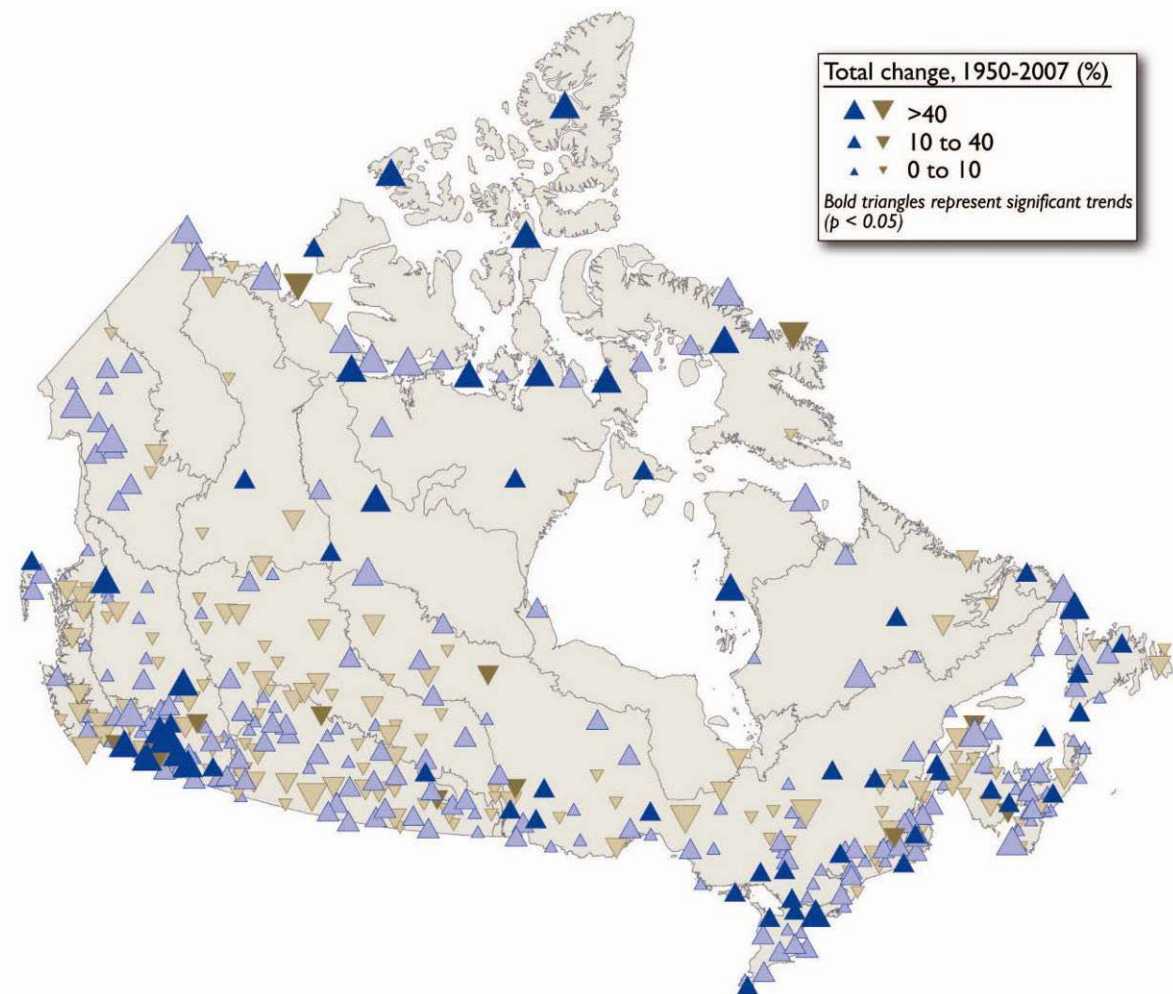 Total change, 1950-2007 (%)
>40
10 to 40
0 to 10
Bold triangles represent significant trends
(p < 0.05)